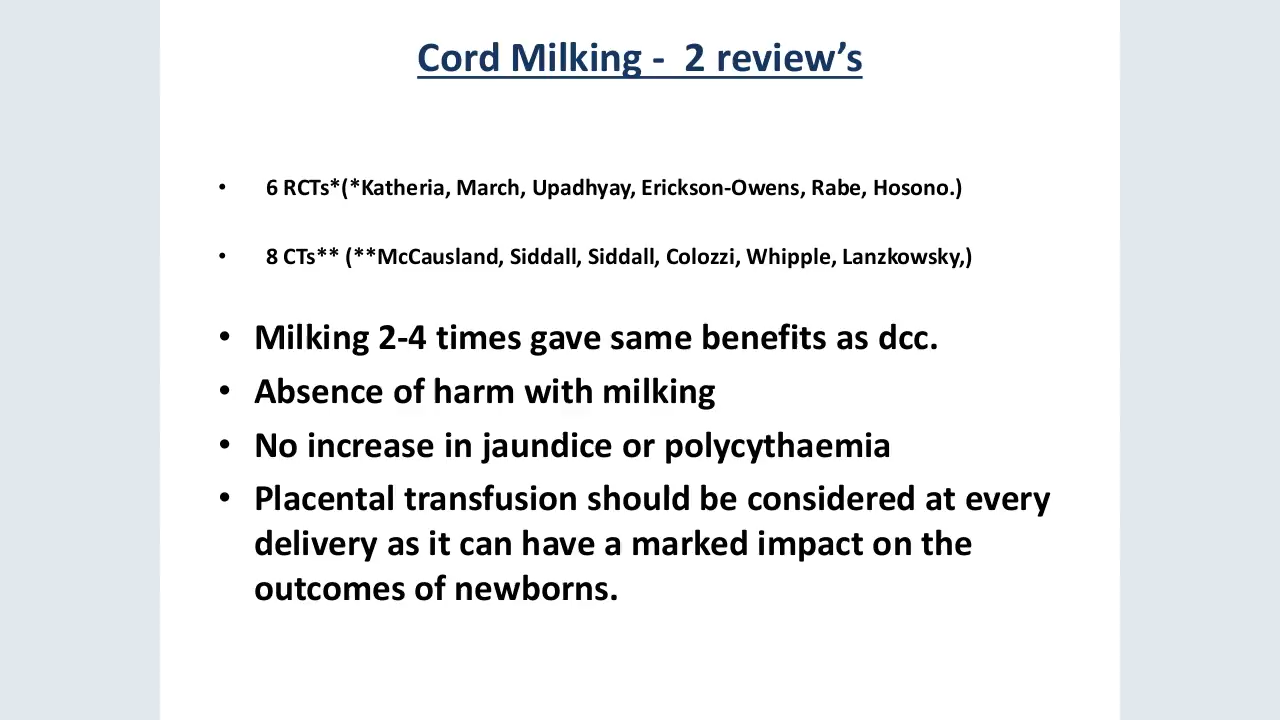 Cord Milking -  2 review’s
• 6 RCTs*(*Katheria, March, Upadhyay, Erickson-Owens, Rabe, Hosono.)
• 8 CTs** (**McCausland, Siddall, Siddall, Colozzi, Whipple, Lanzkowsky,)
• Milking 2-4 times gave same benefits as dcc.
• Absence of harm with milking
• No increase in jaundice or polycythaemia
• Placental transfusion should be considered at every
delivery as it can have a marked impact on the
outcomes of newborns.